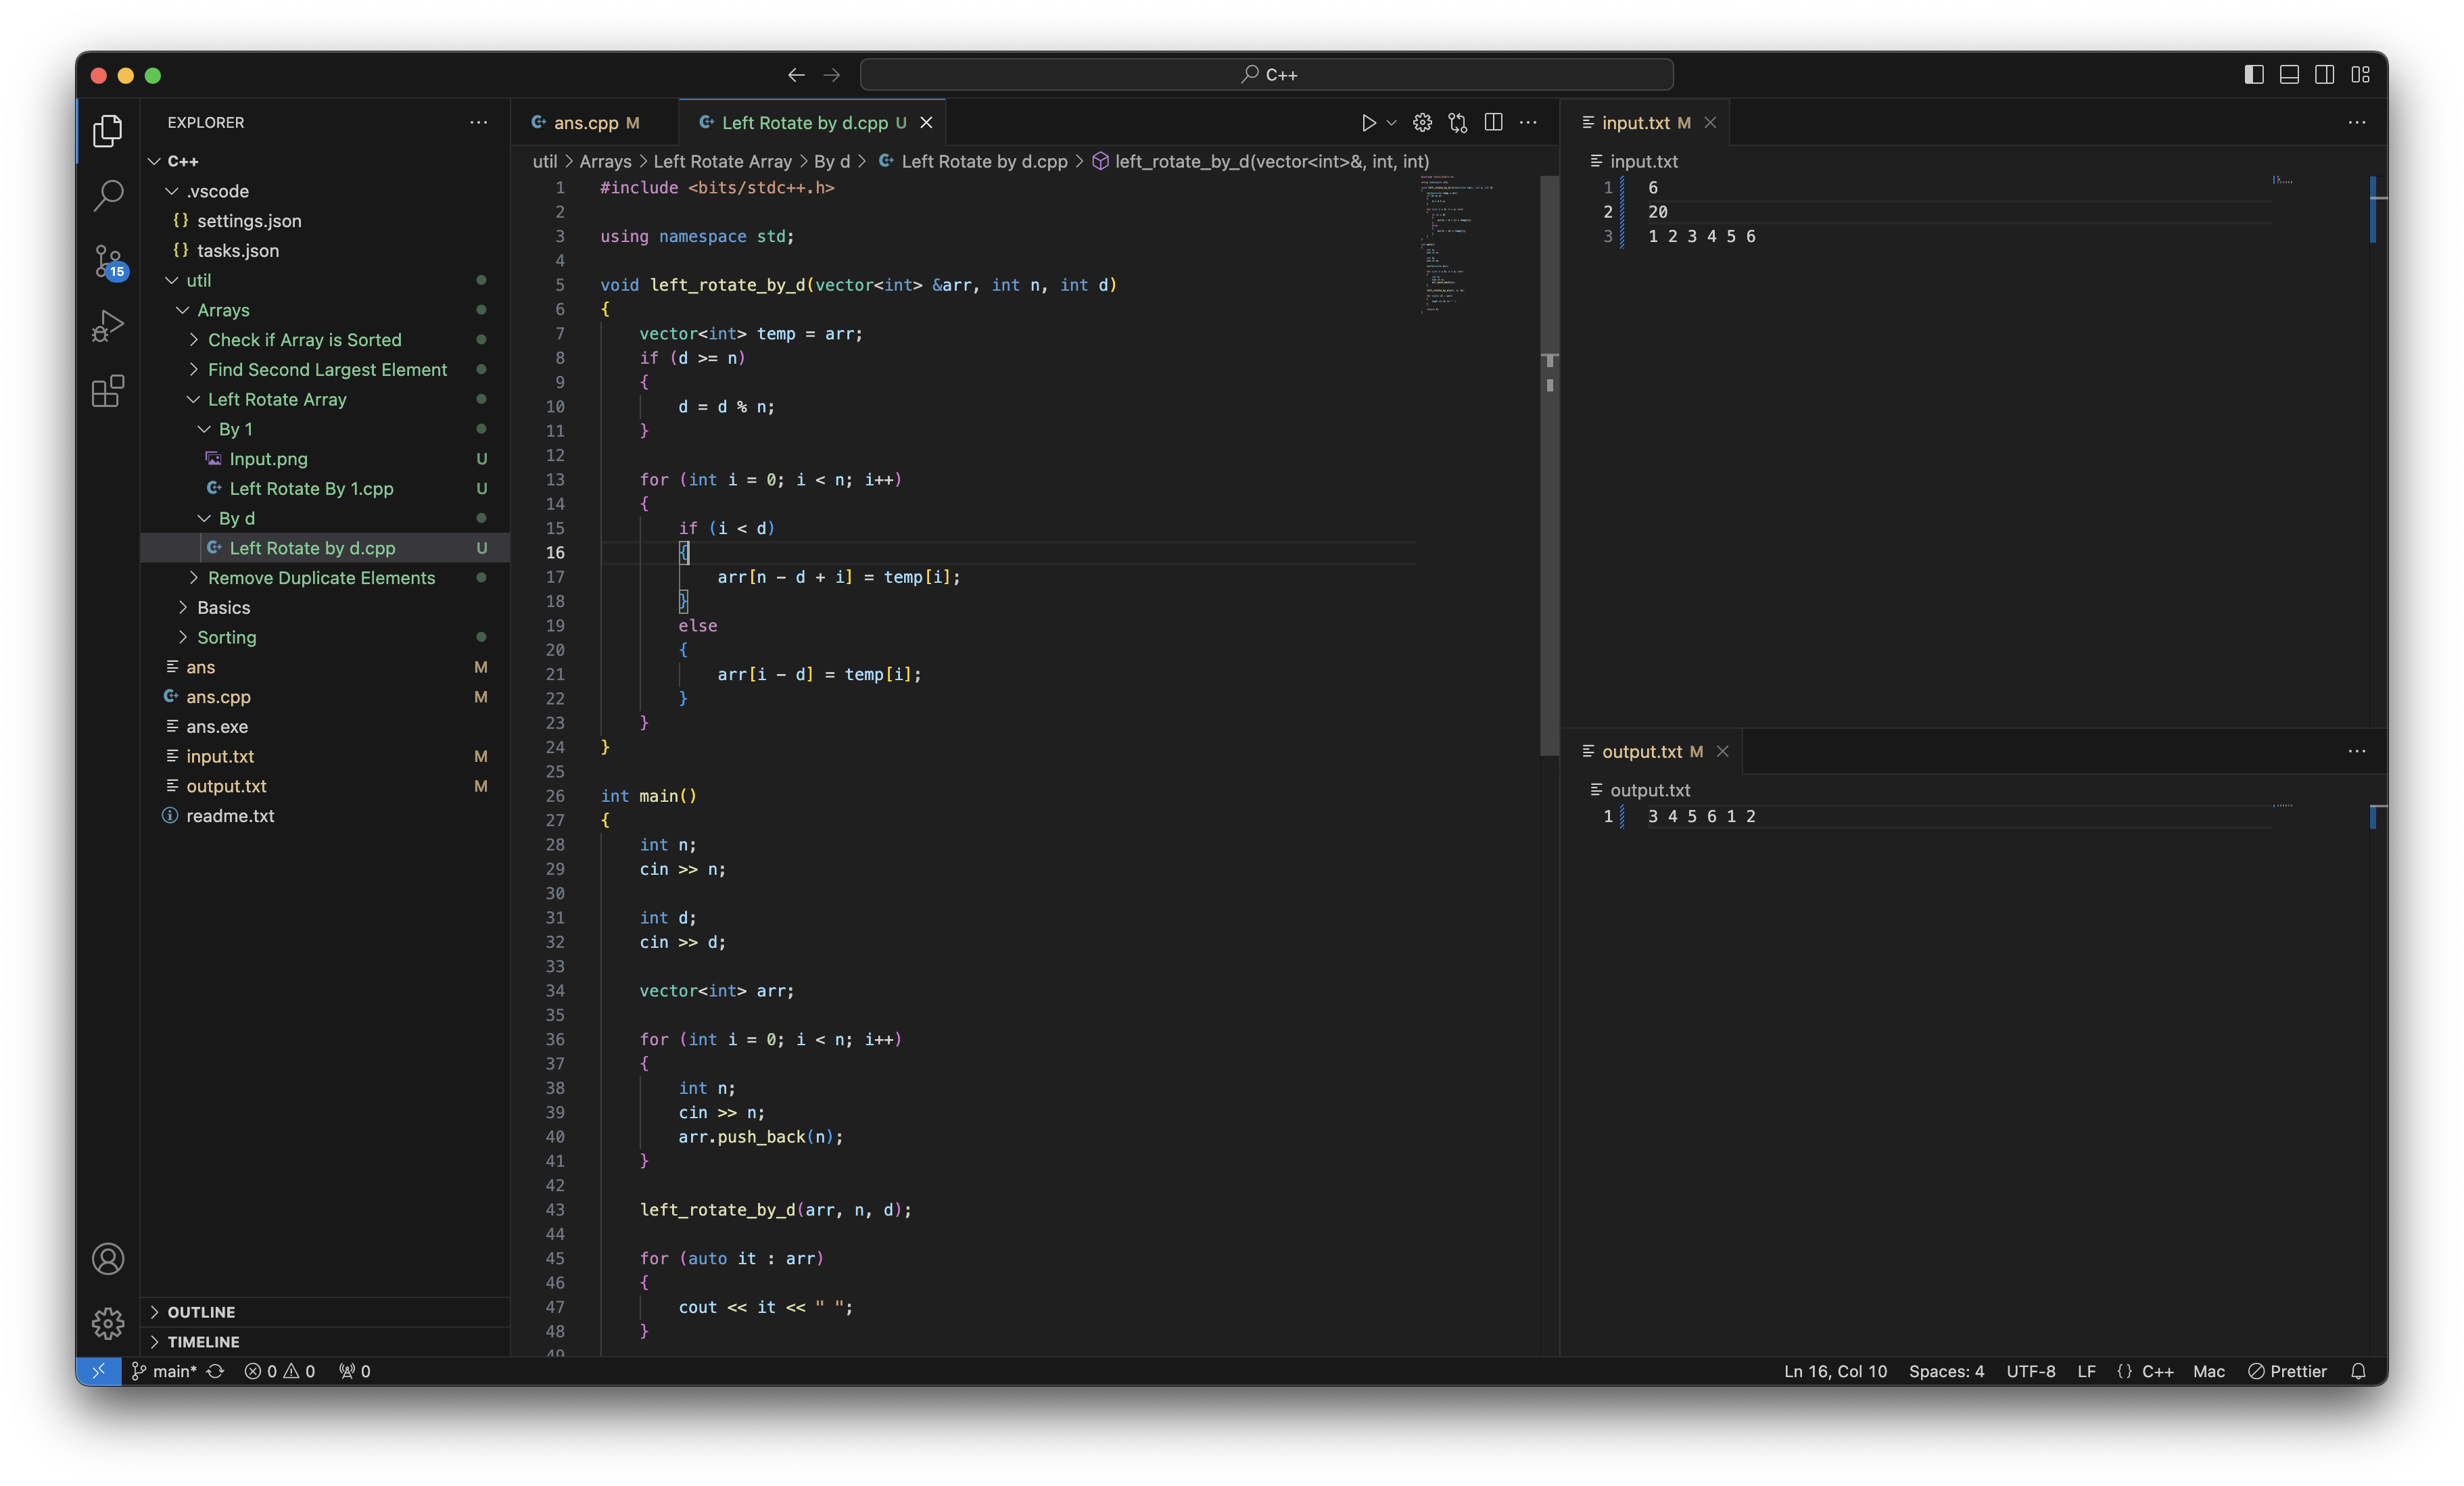 C++
EXPLORER
C++
.vscode
{} settings.json
{} tasks.json
util
Arrays
Check if Array is Sorted
Find Second Largest Element
Left Rotate Array
By 1
Input.png U
Left Rotate By 1.cpp U
By d
Left Rotate by d.cpp U
Remove Duplicate Elements
Basics
Sorting
ans M
ans.cpp M
ans.exe
input.txt M
output.txt M
readme.txt
OUTLINE
TIMELINE
15
ans.cpp M
Left Rotate by d.cpp U
util > Arrays > Left Rotate Array > By d > Left Rotate by d.cpp > left_rotate_by_d(vector<int>&, int, int)
1 #include <bits/stdc++.h>
2
3 using namespace std;
4
5 void left_rotate_by_d(vector<int> &arr, int n, int d)
6 {
7 vector<int> temp = arr;
8 if (d >= n)
9 {
10 d = d % n;
11 }
12
13 for (int i = 0; i < n; i++)
14 {
15 if (i < d)
16 {
17 arr[n - d + i] = temp[i];
18 }
19 else
20 {
21 arr[i - d] = temp[i];
22 }
23 }
24 }
25
26 int main()
27 {
28 int n;
29 cin >> n;
30
31 int d;
32 cin >> d;
33
34 vector<int> arr;
35
36 for (int i = 0; i < n; i++)
37 {
38 int n;
39 cin >> n;
40 arr.push_back(n);
41 }
42
43 left_rotate_by_d(arr, n, d);
44
45 for (auto it : arr)
46 {
47 cout << it << " ";
48 }
49
input.txt M
input.txt
1 6
2 20
3 1 2 3 4 5 6
output.txt M
output.txt
1 3 4 5 6 1 2
main* 0 0 0
Ln 16, Col 10 Spaces: 4 UTF-8 LF {} C++ Mac Prettier